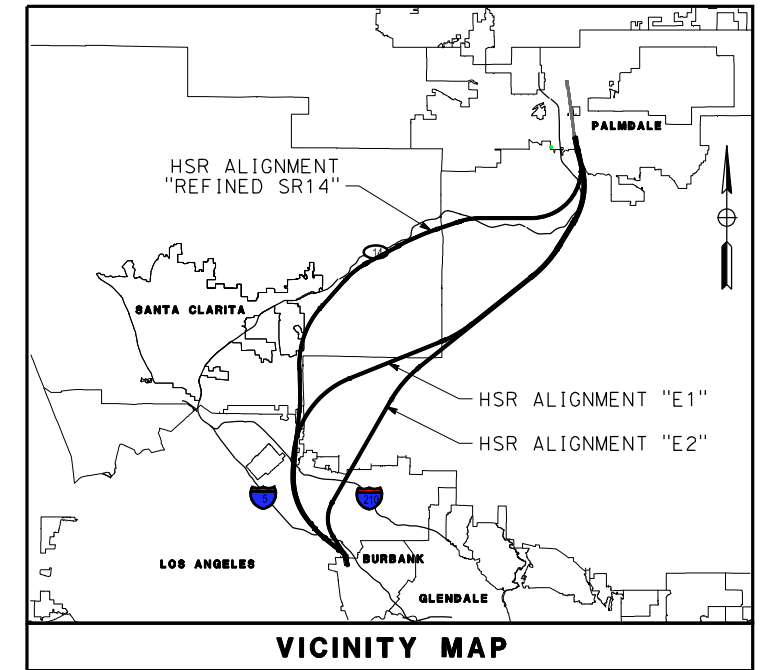 PALMDALE
HSR ALIGNMENT
"REFINED SR14"
14
SANTA CLARITA
HSR ALIGNMENT "E1"
HSR ALIGNMENT "E2"
5
210
LOS ANGELES
BURBANK
GLENDALE
VICINITY MAP